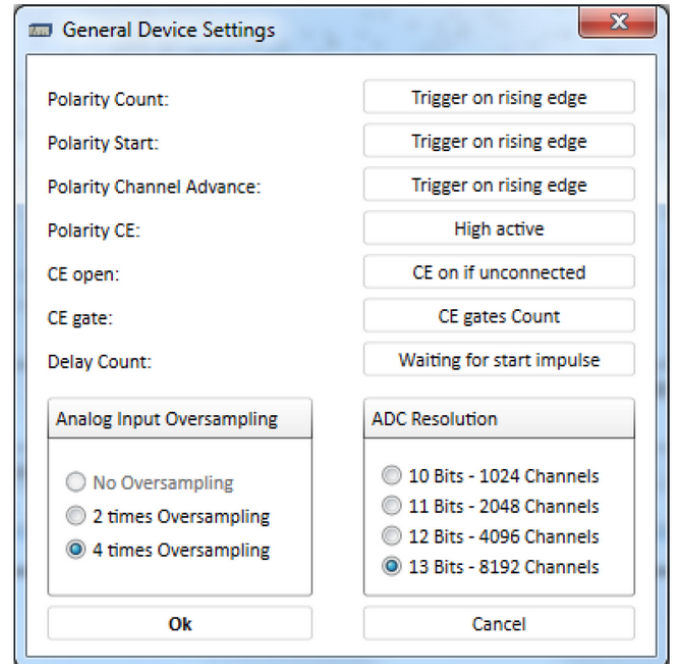 General Device Settings
Polarity Count: Trigger on rising edge
Polarity Start: Trigger on rising edge
Polarity Channel Advance: Trigger on rising edge
Polarity CE: High active
CE open: CE on if unconnected
CE gate: CE gates Count
Delay Count: Waiting for start impulse
Analog Input Oversampling
No Oversampling
2 times Oversampling
4 times Oversampling
ADC Resolution
10 Bits - 1024 Channels
11 Bits - 2048 Channels
12 Bits - 4096 Channels
13 Bits - 8192 Channels
Ok
Cancel